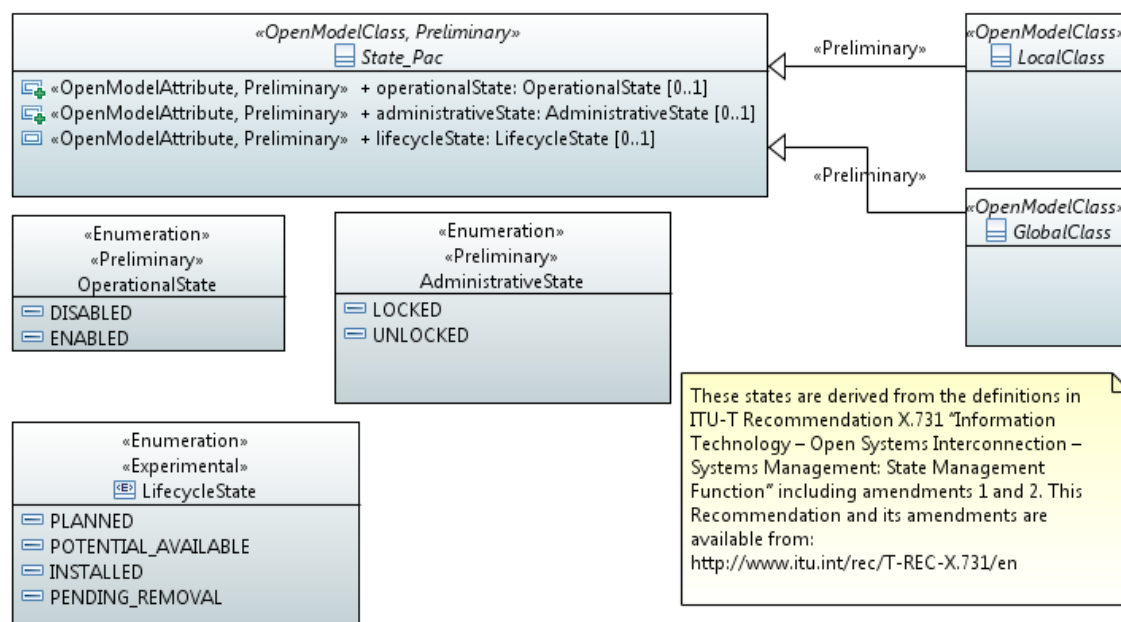 «OpenModelClass, Preliminary»
State_Pac
«OpenModelAttribute, Preliminary» + operationalState: OperationalState [0..1]
«OpenModelAttribute, Preliminary» + administrativeState: AdministrativeState [0..1]
«OpenModelAttribute, Preliminary» + lifecycleState: LifecycleState [0..1]
«Preliminary»
«OpenModelClass»
LocalClass
«Preliminary»
«OpenModelClass»
GlobalClass
«Enumeration»
«Preliminary»
OperationalState
DISABLED
ENABLED
«Enumeration»
«Preliminary»
AdministrativeState
LOCKED
UNLOCKED
«Enumeration»
«Experimental»
«E» LifecycleState
PLANNED
POTENTIAL_AVAILABLE
INSTALLED
PENDING_REMOVAL
These states are derived from the definitions in
ITU-T Recommendation X.731 "Information
Technology – Open Systems Interconnection –
Systems Management: State Management
Function" including amendments 1 and 2. This
Recommendation and its amendments are
available from:
http://www.itu.int/rec/T-REC-X.731/en